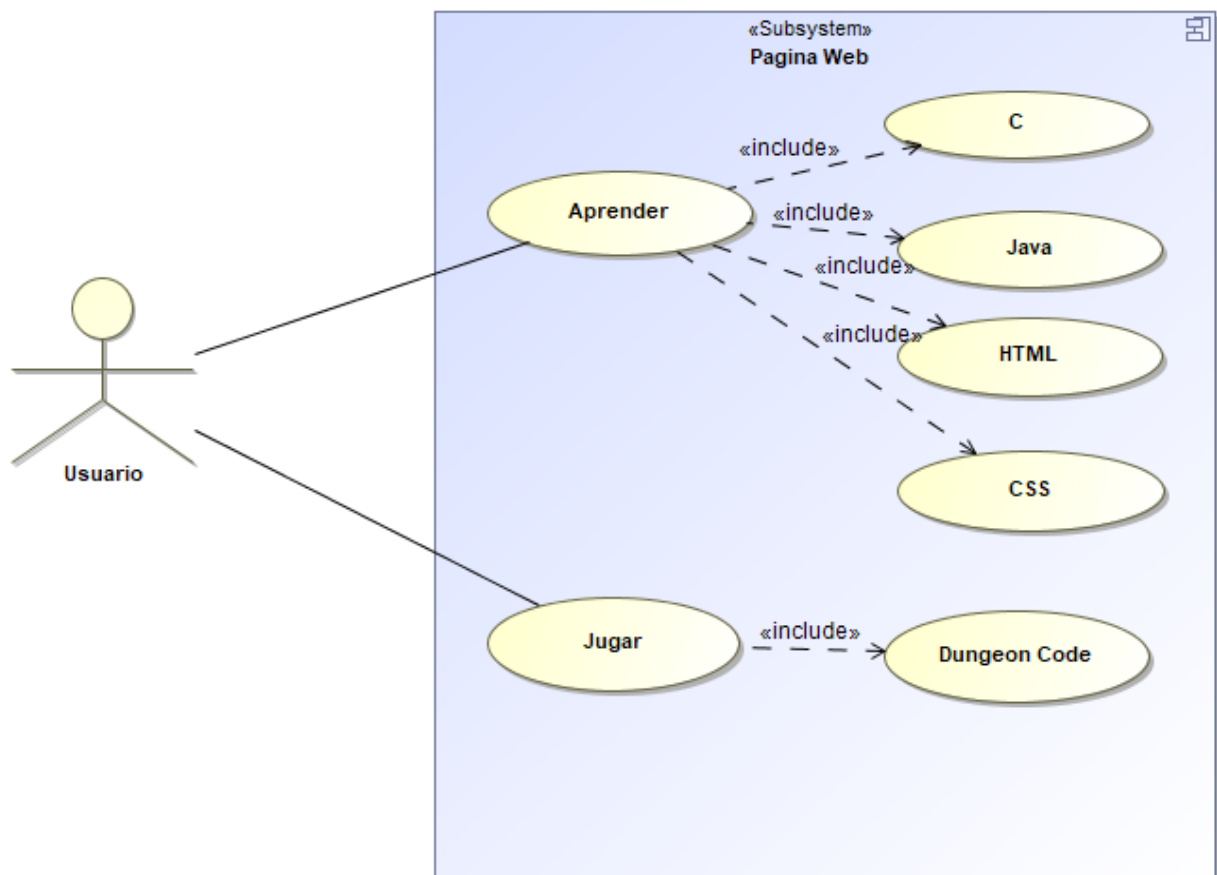 «Subsystem»
Pagina Web
C
«include»
Aprender
«include»
Java
«include»
«include»
HTML
Usuario
CSS
Jugar
«include»
Dungeon Code